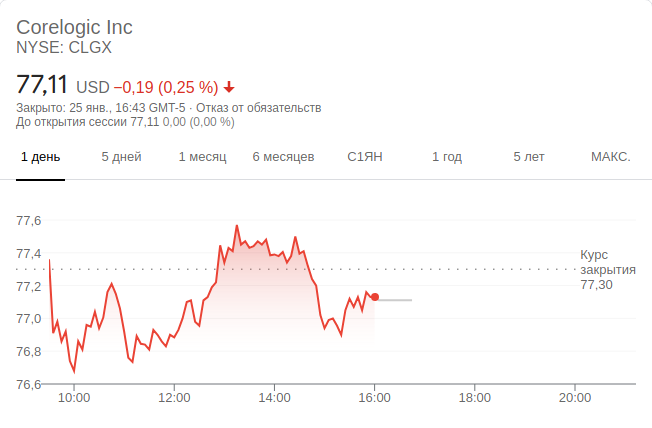 Corelogic Inc
NYSE: CLGX
77,11 USD −0,19 (0,25 %)
Закрыто: 25 янв., 16:43 GMT-5 · Отказ от обязательств
До открытия сессии 77,11 0,00 (0,00 %)
1 день 5 дней 1 месяц 6 месяцев С1ЯН 1 год 5 лет МАКС.
77,6
77,4
77,2
77,0
76,8
76,6
Курс
закрытия
77,30
10:00 12:00 14:00 16:00 18:00 20:00